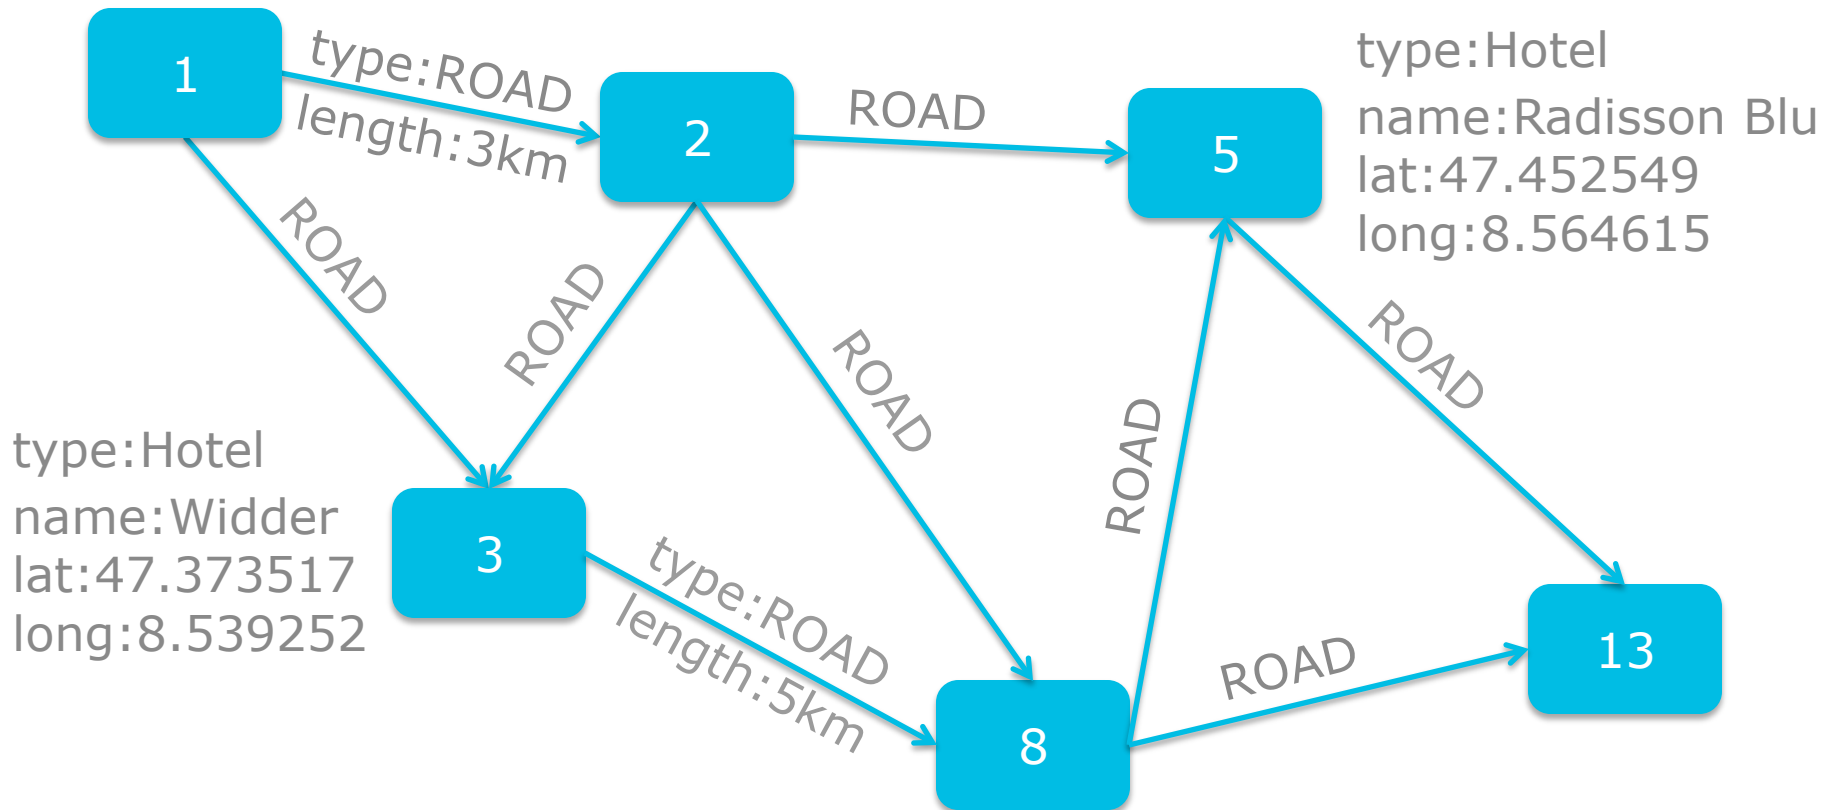 1
type:ROAD
length:3km
2
ROAD
5
type:Hotel
name:Radisson Blu
lat:47.452549
long:8.564615
ROAD
ROAD
ROAD
ROAD
ROAD
type:Hotel
name:Widder
lat:47.373517
long:8.539252
3
type:ROAD
length:5km
8
ROAD
13